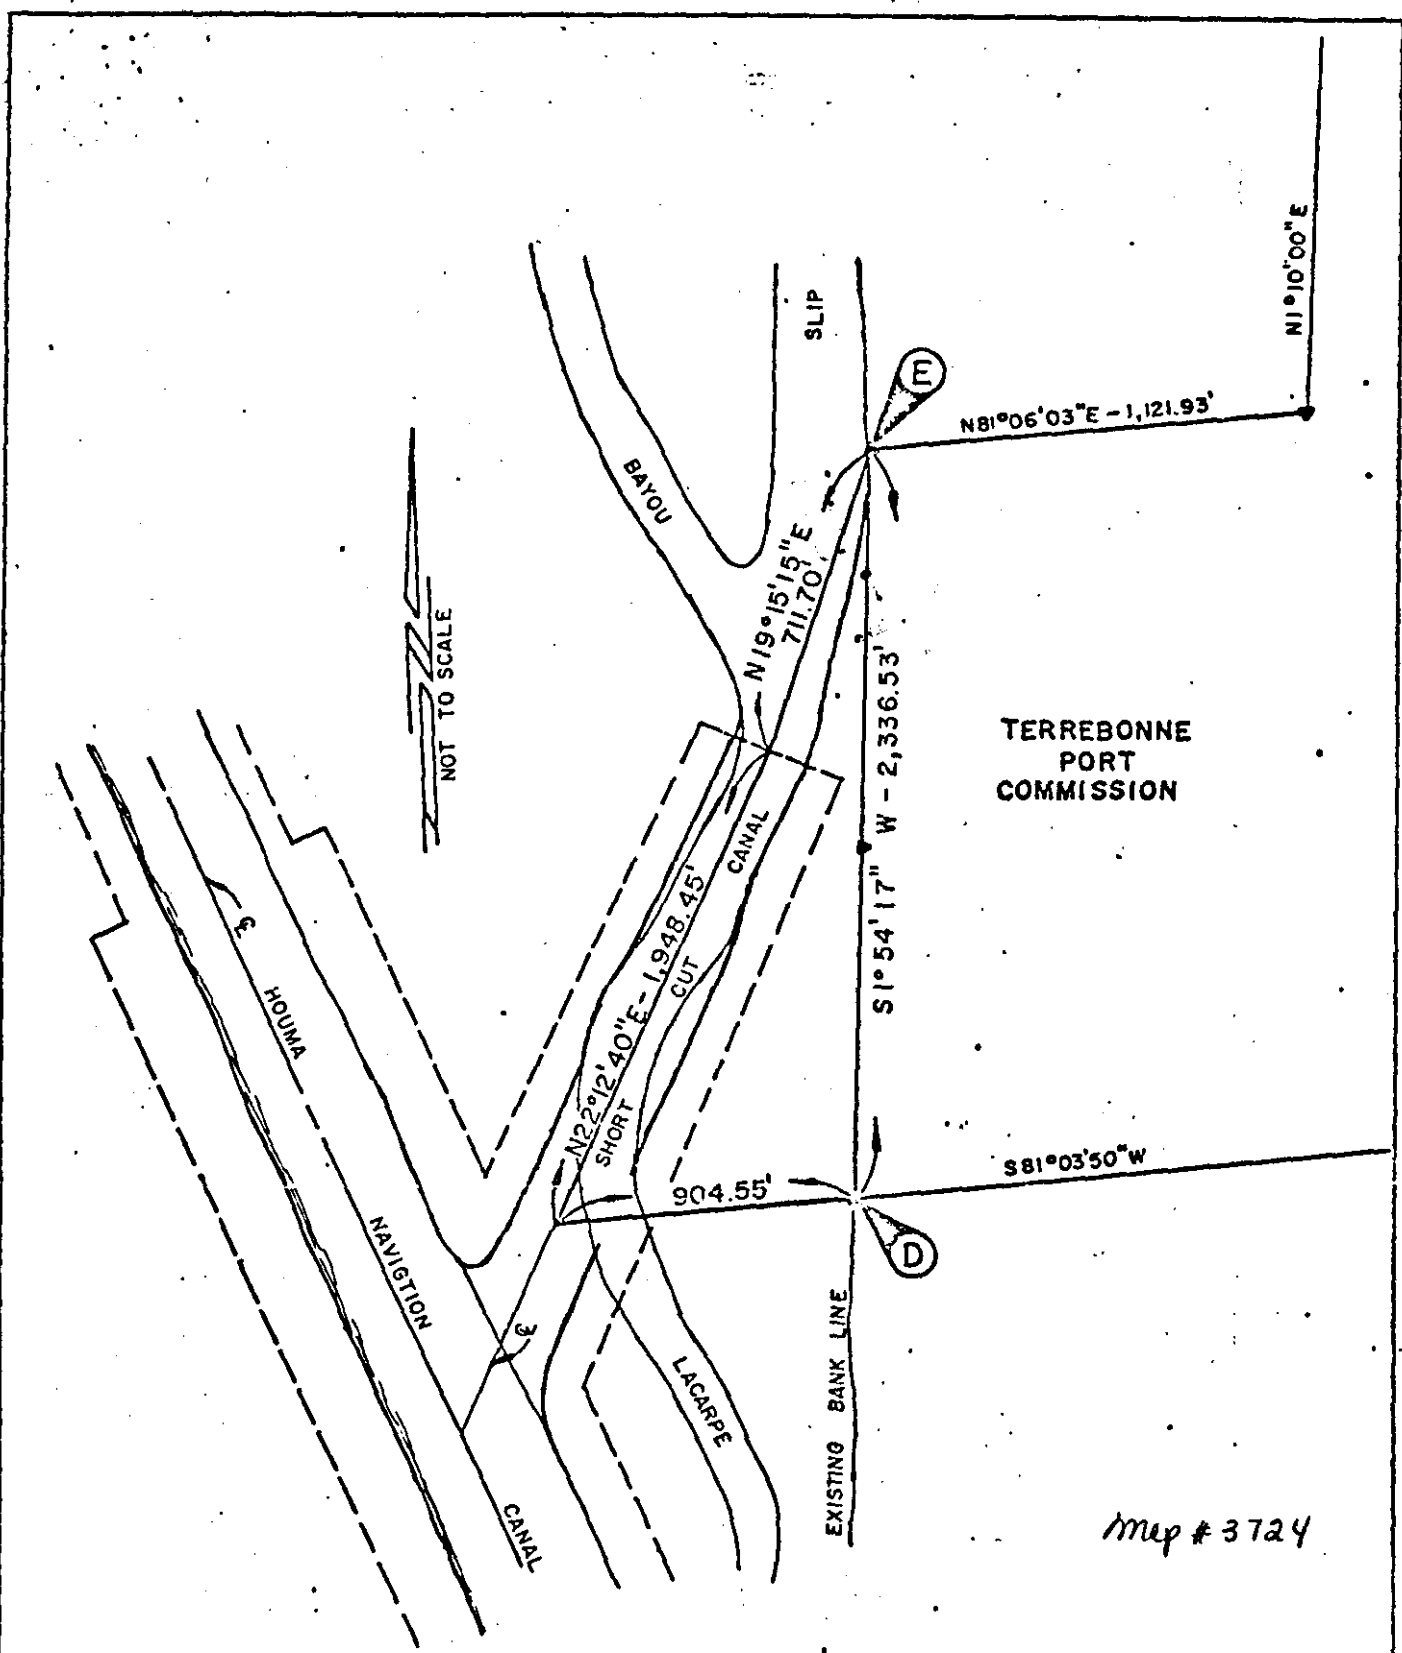 N1°10'00"E
SLIP
E
N81°06'03"E - 1,121.93'
BAYOU
N19°15'15"E
711.70'
NOT TO SCALE
S1°54'17" W - 2,336.53'
TERREBONNE
PORT
COMMISSION
CANAL
CUT
SHORT
N22°12'40"E - 1,948.45'
℄
HOUMA
NAVIGTION
CANAL
904.55'
S81°03'50"W
D
℄
LACARPE
EXISTING BANK LINE
Map # 3724